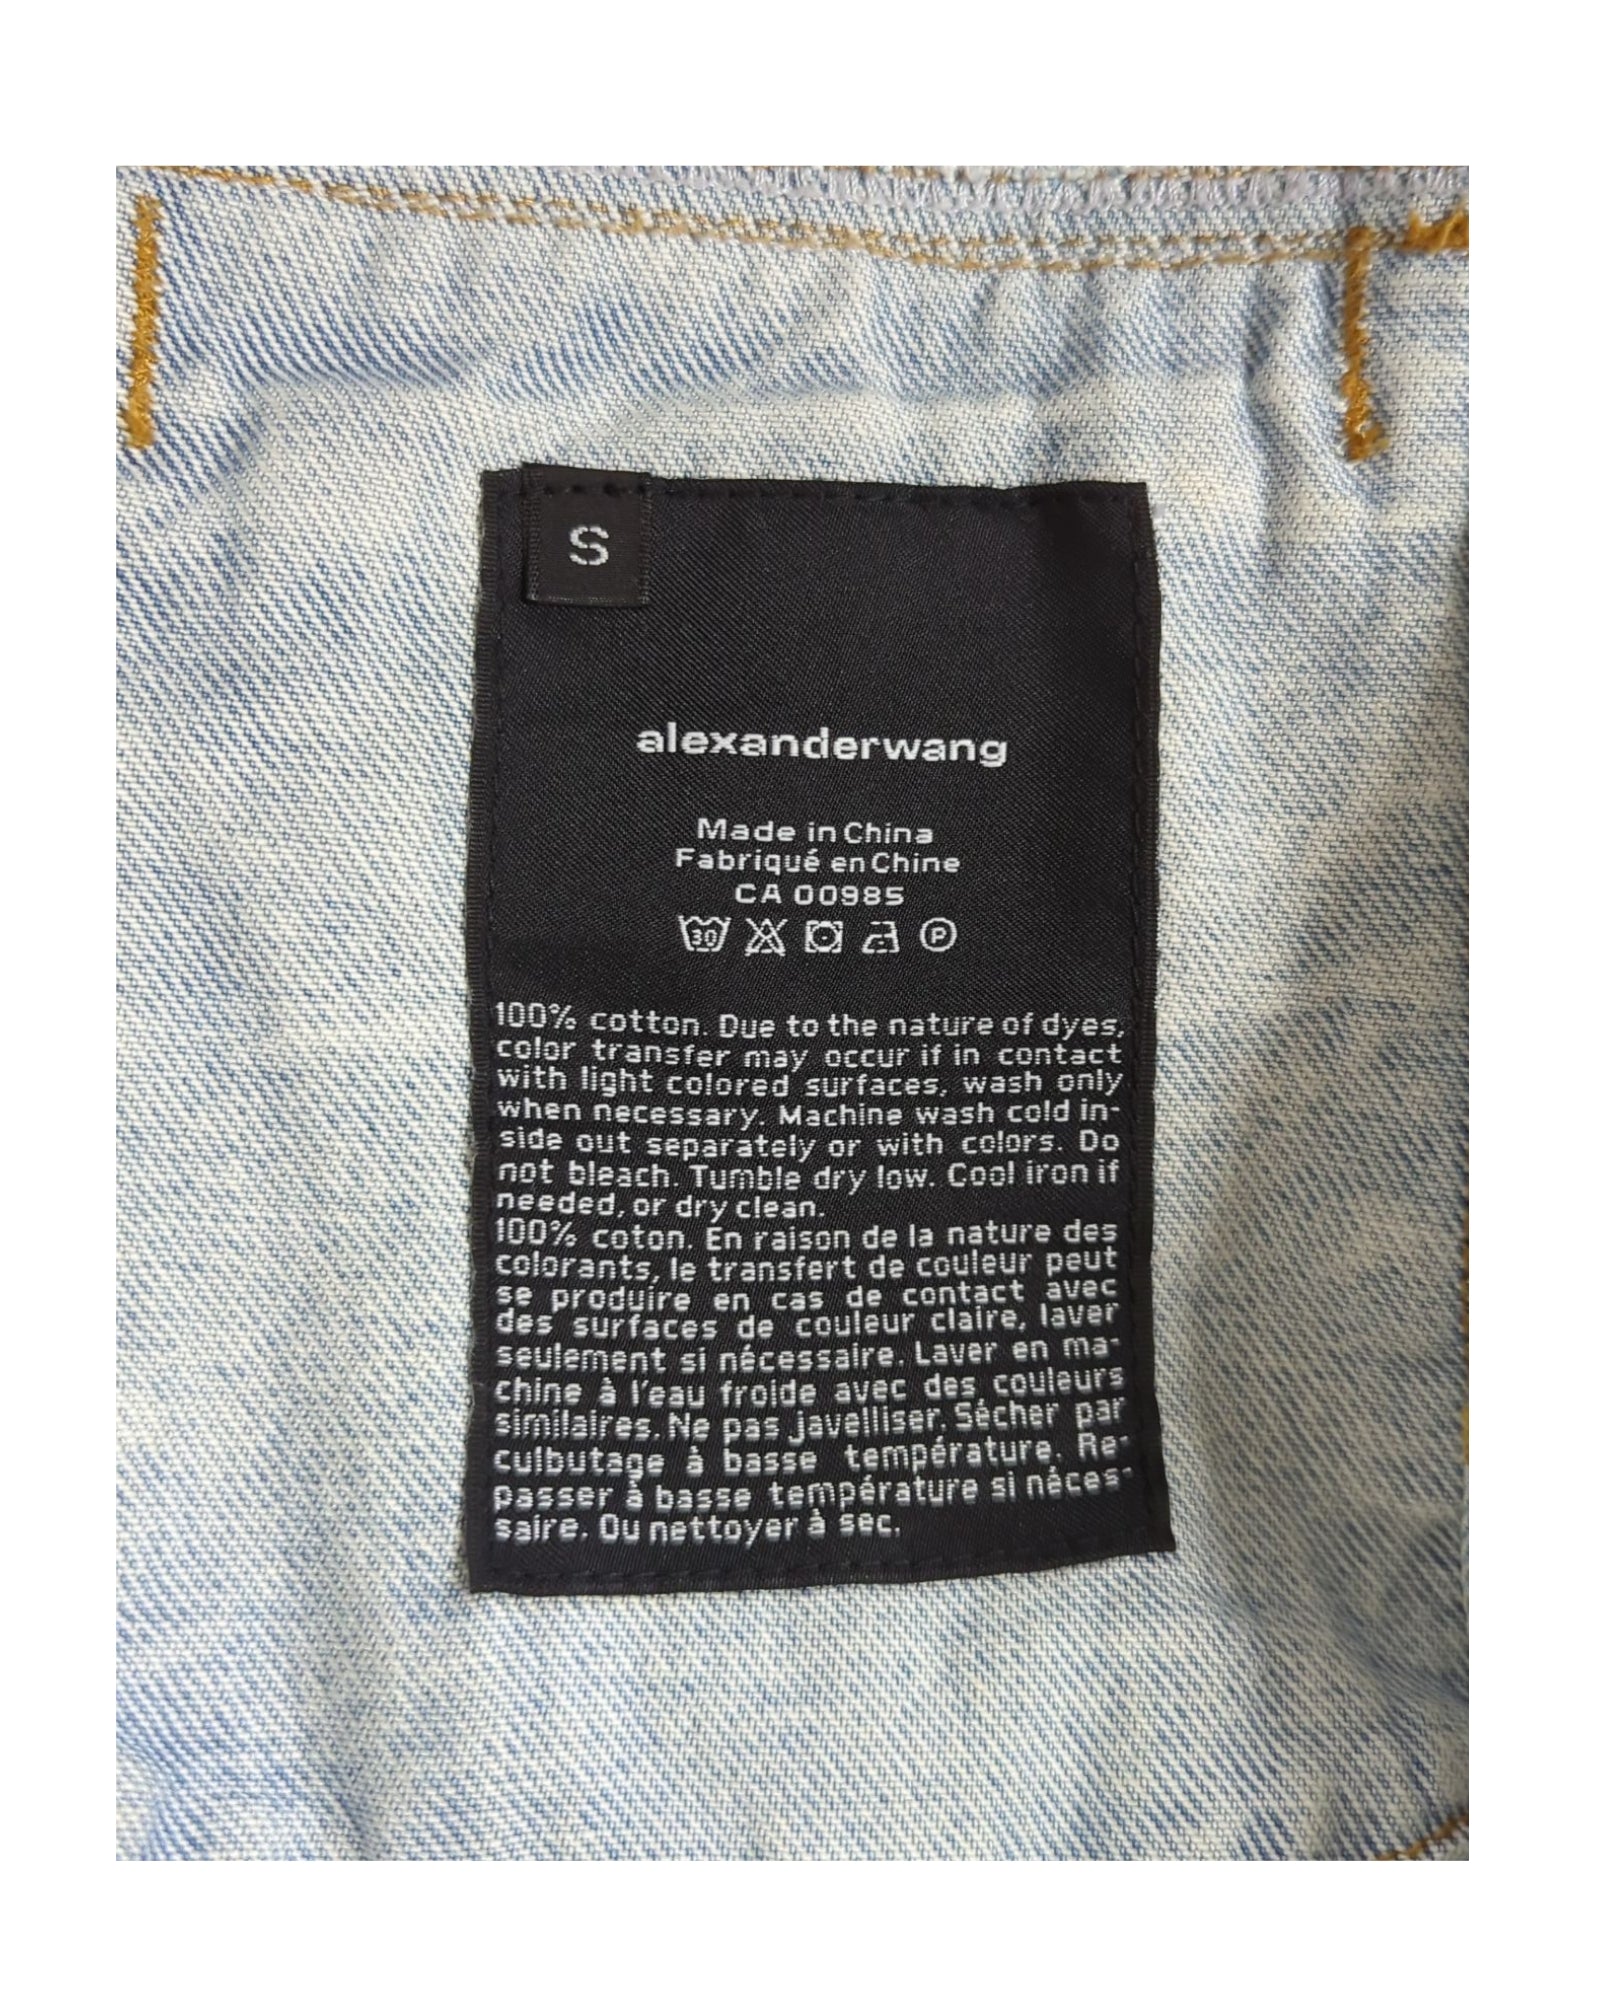 S
alexanderwang
Made in China
Fabriqué en Chine
CA 00985
30 P
100% cotton. Due to the nature of dyes,
color transfer may occur if in contact
with light colored surfaces, wash only
when necessary. Machine wash cold in-
side out separately or with colors. Do
not bleach. Tumble dry low. Cool iron if
needed, or dry clean.
100% coton. En raison de la nature des
colorants, le transfert de couleur peut
se produire en cas de contact avec
des surfaces de couleur claire, laver
seulement si nécessaire. Laver en ma-
chine à l'eau froide avec des couleurs
similaires. Ne pas javelliser. Sécher par
culbutage à basse température. Re-
passer à basse température si néces-
saire. Ou nettoyer à sec.